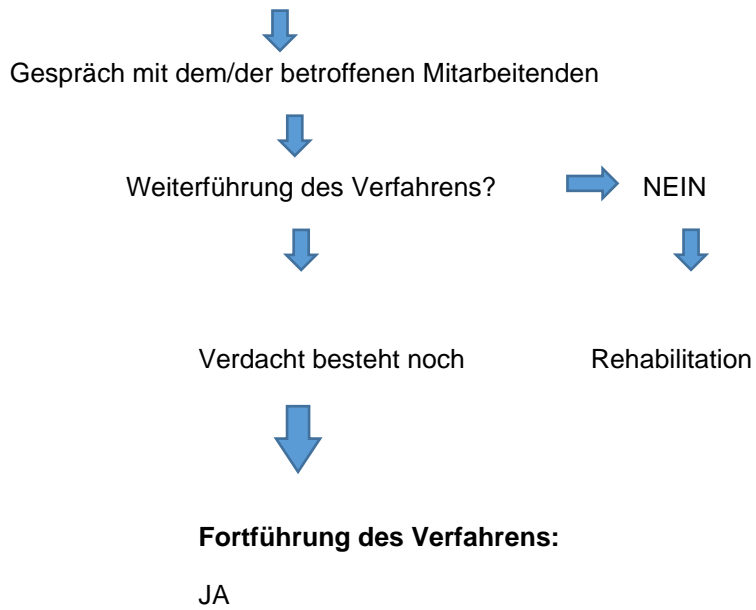 Gespräch mit dem/der betroffenen Mitarbeitenden
Weiterführung des Verfahrens?
NEIN
Verdacht besteht noch
Rehabilitation
Fortführung des Verfahrens:
JA